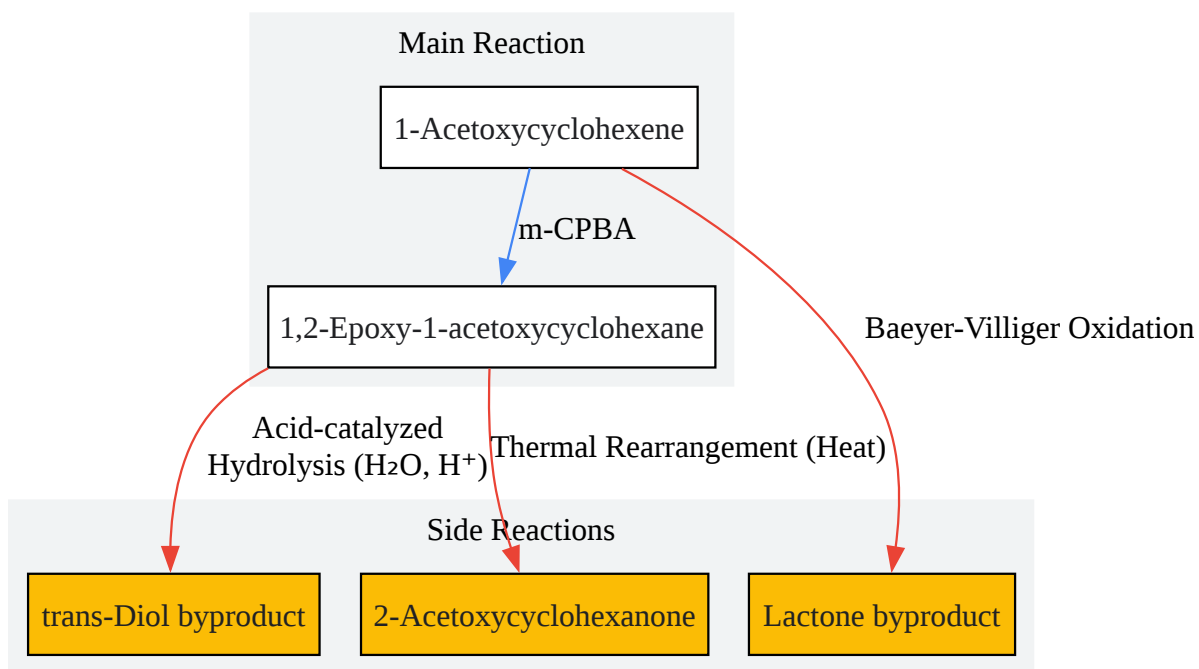 Main Reaction
1-Acetoxycyclohexene
m-CPBA
1,2-Epoxy-1-acetoxycyclohexane
Baeyer-Villiger Oxidation
Acid-catalyzed
Hydrolysis (H₂O, H⁺)
Thermal Rearrangement (Heat)
Side Reactions
trans-Diol byproduct
2-Acetoxycyclohexanone
Lactone byproduct